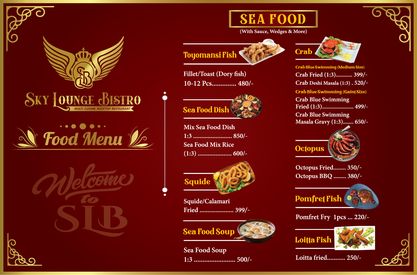 SB
SKY LOUNGE BISTRO
Food Menu
Welcome
to
SLB
SEA FOOD
(With Sauce, Wedges & More)
Toyomansi Fish
Fillet/Toast (Dory fish)
10-12 Pcs............. 480/-
Sea Food Dish
Mix Sea Food Dish
1:3 .......... 850/-
Sea Food Mix Rice
(1:3) ............. 600/-
Squide
Squide/Calamari
Fried ............... 399/-
Sea Food Soup
Sea Food Soup
1:3 ................... 500/-
Crab
Crab Blue Swimming (Medium Size)
Crab Fried (1:3)........... 399/-
Crab Deshi Masala (1:3) . 520/-
Crab Blue Swimming
(1:3)..................... 499/-
Crab Blue Swimming
Masala Gravy (1:3)...... 650/-
Octopus
Octopus Fried....... 350/-
Octopus BBQ ........ 380/-
Pomfret Fish
Pomfret Fry 1pcs ... 220/-
Loitta Fish
Loitta fried........... 250/-